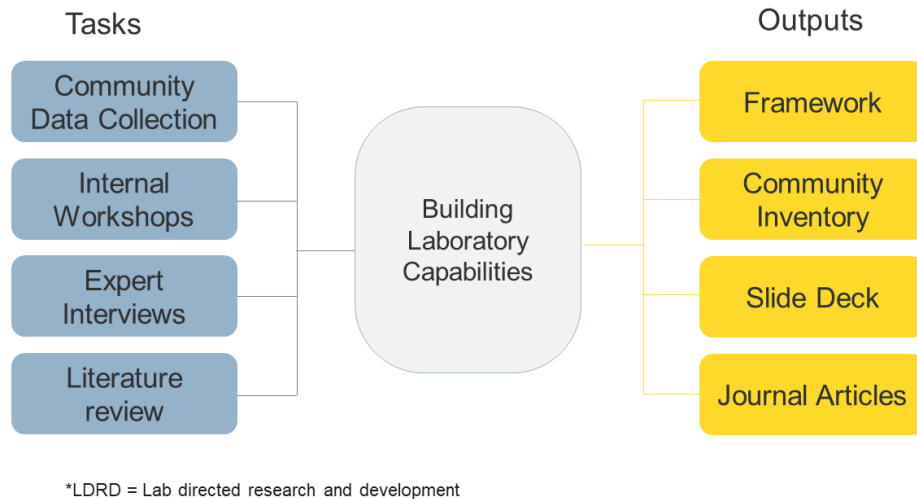 Tasks
Community
Data Collection
Internal
Workshops
Expert
Interviews
Literature
review
Building
Laboratory
Capabilities
Outputs
Framework
Community
Inventory
Slide Deck
Journal Articles
*LDRD = Lab directed research and development